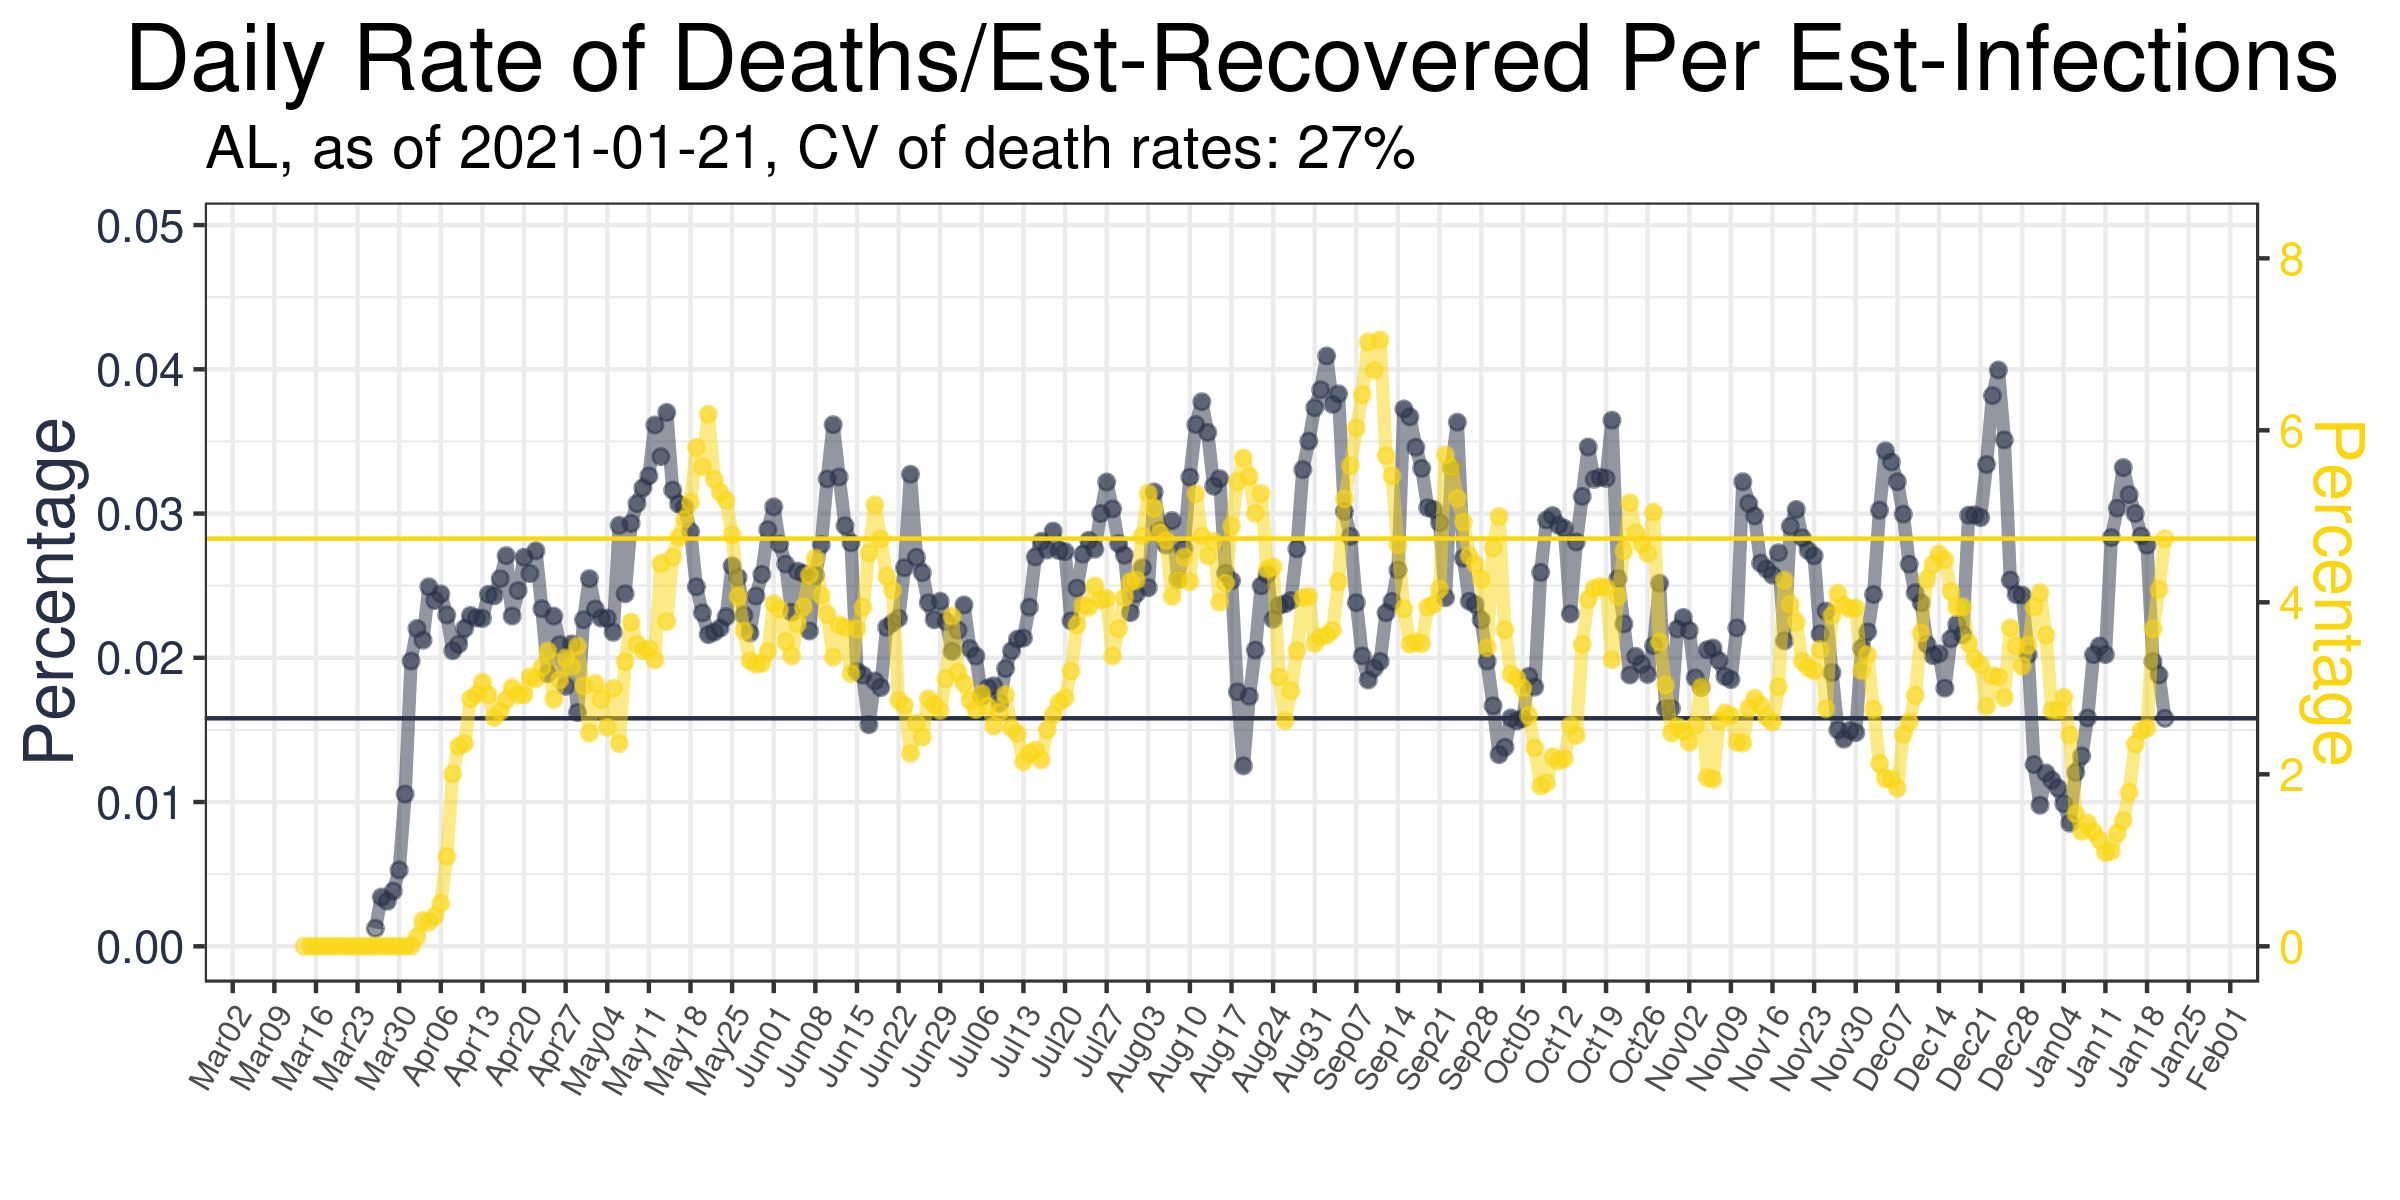 Daily Rate of Deaths/Est-Recovered Per Est-Infections
AL, as of 2021-01-21, CV of death rates: 27%
Percentage
0.05
0.04
0.03
0.02
0.01
0.00
8
6
4
2
0
Percentage
Mar02 Mar09 Mar16 Mar23 Mar30 Apr06 Apr13 Apr20 Apr27 May04 May11 May18 May25 Jun01 Jun08 Jun15 Jun22 Jun29 Jul06 Jul13 Jul20 Jul27 Aug03 Aug10 Aug17 Aug24 Aug31 Sep07 Sep14 Sep21 Sep28 Oct05 Oct12 Oct19 Oct26 Nov02 Nov09 Nov16 Nov23 Nov30 Dec07 Dec14 Dec21 Dec28 Jan04 Jan11 Jan18 Jan25 Feb01